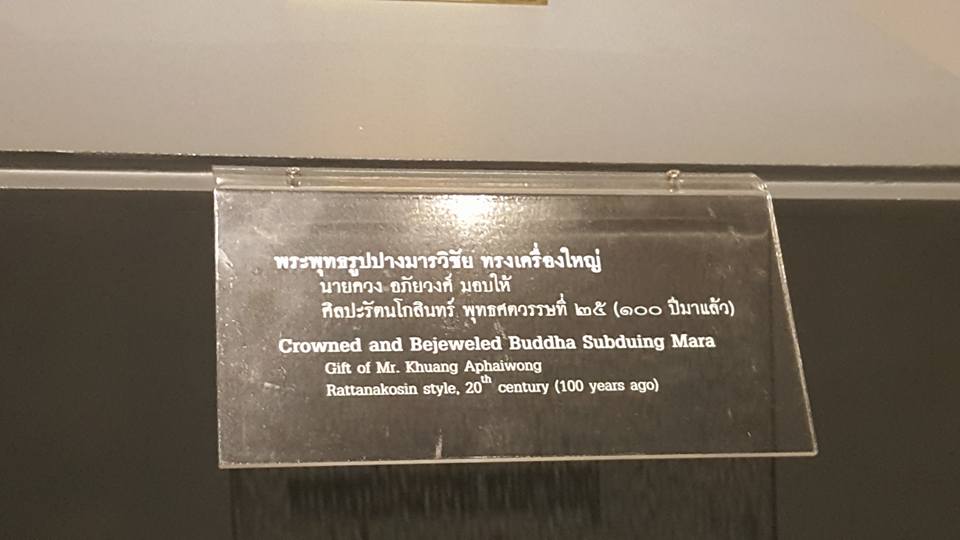 พระพุทธรูปปางมารวิชัย ทรงเครื่องใหญ่
นายควง อภัยวงศ์ มอบให้
ศิลปะรัตนโกสินทร์ พุทธศตวรรษที่ ๒๕ (๑๐๐ ปีมาแล้ว)
Crowned and Bejeweled Buddha Subduing Mara
Gift of Mr. Khuang Aphaiwong
Rattanakosin style, 20th century (100 years ago)